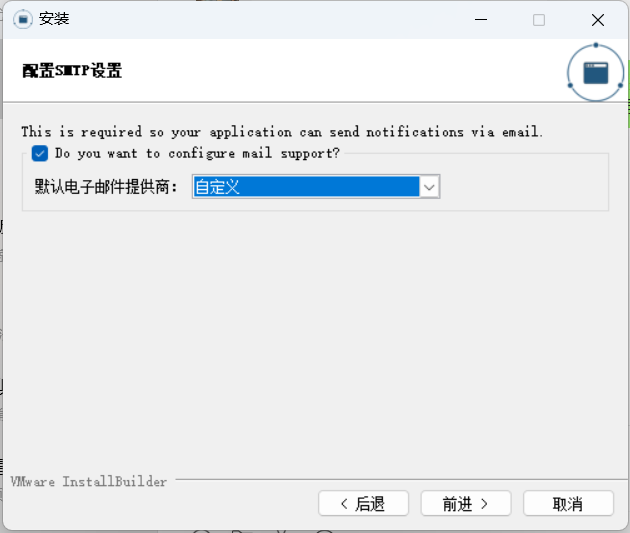 安装
配置SMTP设置
This is required so your application can send notifications via email.
Do you want to configure mail support?
默认电子邮件提供商： 自定义
VMware InstallBuilder
< 后退 前进 > 取消